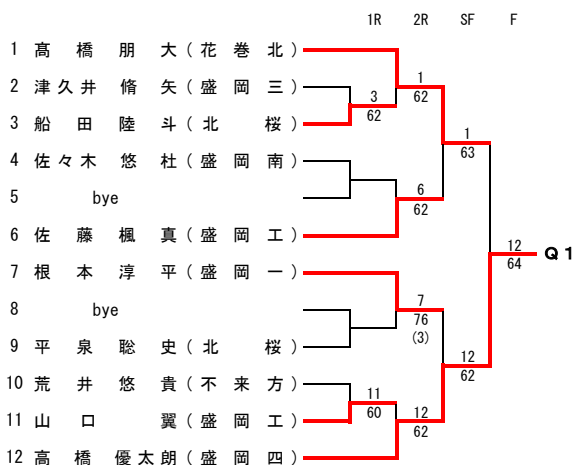 1R 2R SF F
1 髙橋朋大(花巻北)
2 津久井脩矢(盛岡三)
3 船田陸斗(北桜)
4 佐々木悠杜(盛岡南)
5 bye
6 佐藤楓真(盛岡工)
7 根本淳平(盛岡一)
8 bye
9 平泉聡史(北桜)
10 荒井悠貴(不来方)
11 山口翼(盛岡工)
12 高橋優太朗(盛岡四)
3
62
11
60
1
62
6
62
7
76
(3)
12
62
1
63
12
62
12
64
Q1